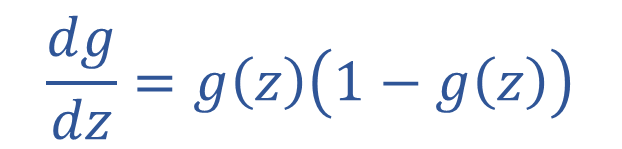 dg/dz = g(z)(1 − g(z))